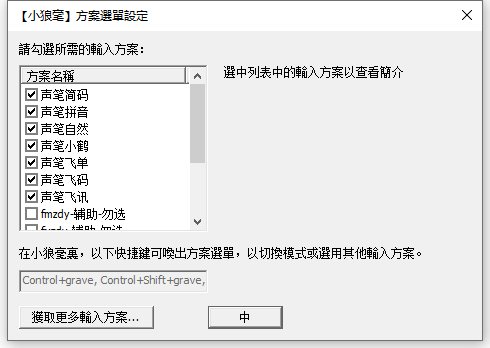 【小狼毫】方案選單設定
請勾選所需的輸入方案：
方案名稱
选中列表中的輸入方案以查看簡介
声笔简码
声笔拼音
声笔自然
声笔小鹤
声笔飞单
声笔飞码
声笔飞讯
fmzdy-辅助-勿选
在小狼毫裏，以下快捷鍵可喚出方案選單，以切換模式或選用其他輸入方案。
Control+grave, Control+Shift+grave,
獲取更多輸入方案...
中